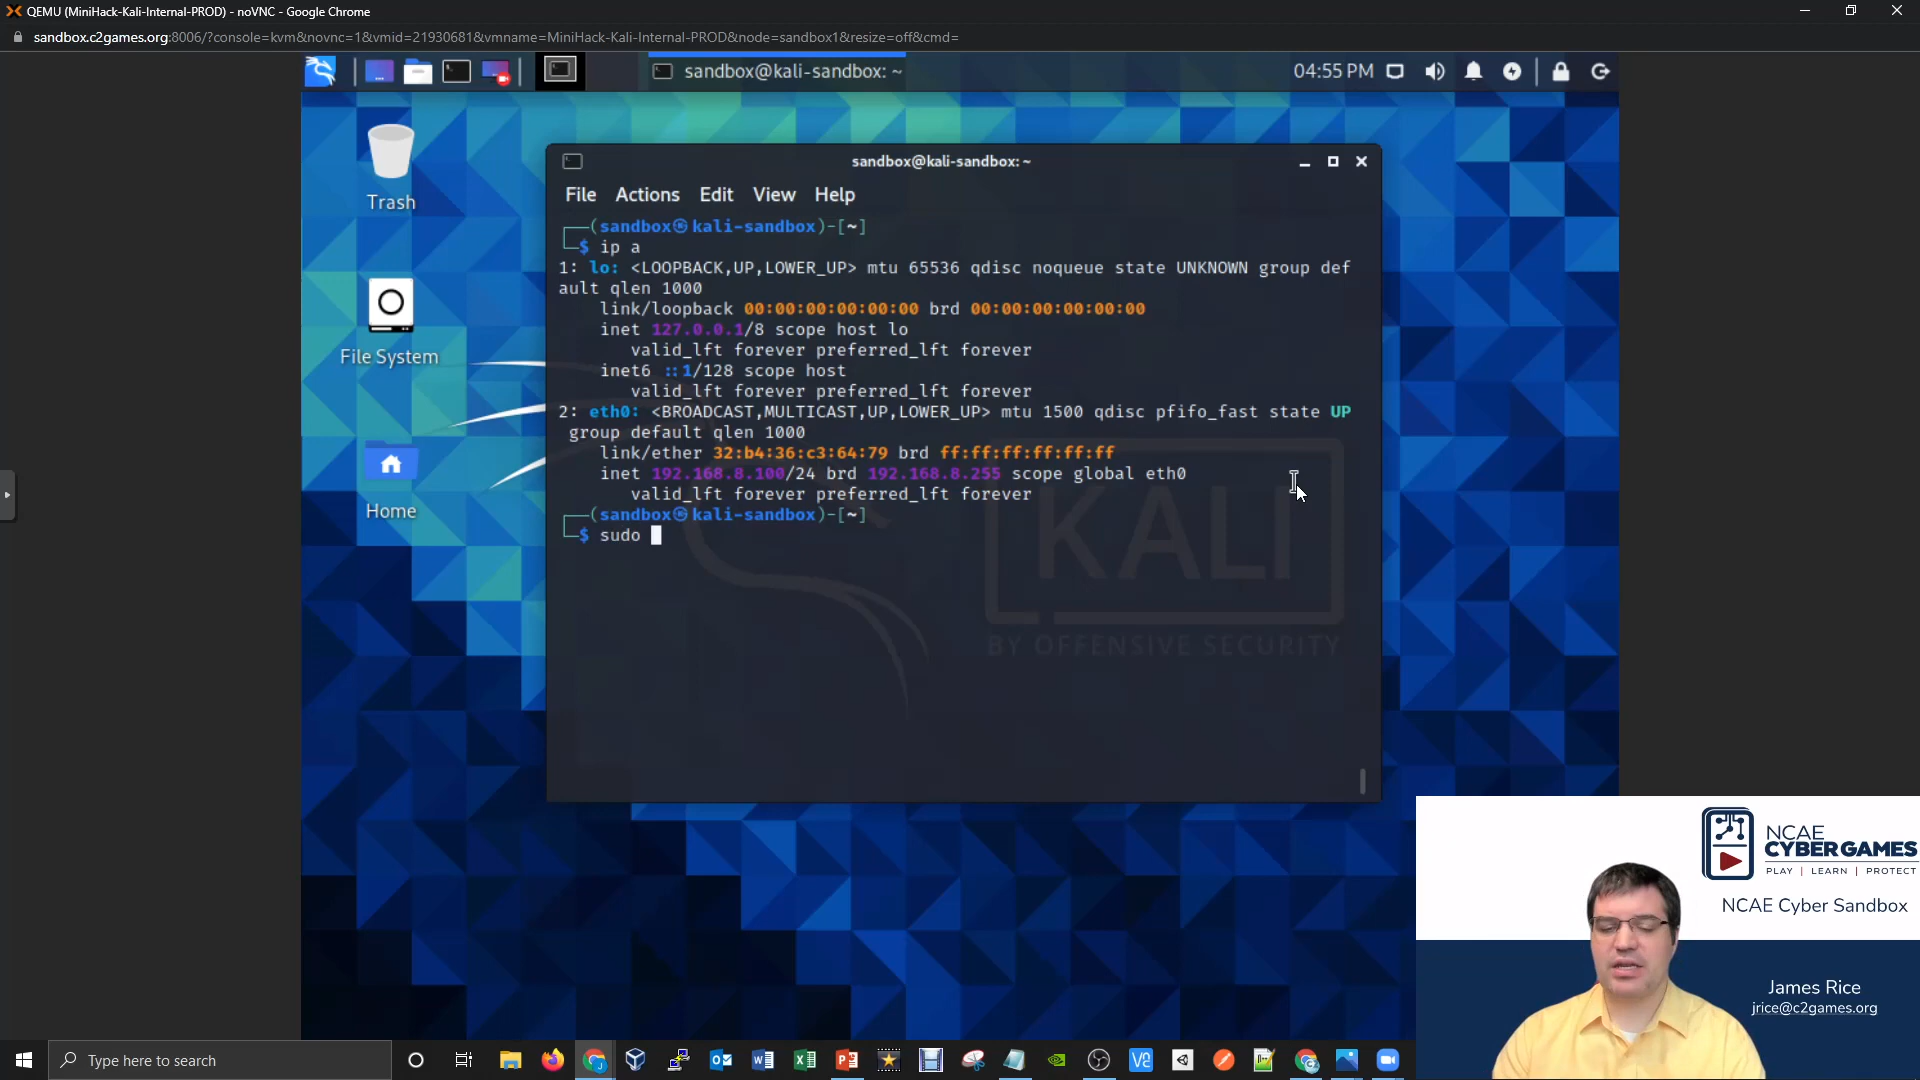 QEMU (MiniHack-Kali-Internal-PROD) - noVNC - Google Chrome
sandbox.c2games.org:8006/?console=kvm&novnc=1&vmid=21930681&vmname=MiniHack-Kali-Internal-PROD&node=sandbox1&resize=off&cmd=
sandbox@kali-sandbox: ~
04:55 PM
Trash
File System
Home
sandbox@kali-sandbox: ~
File Actions Edit View Help
┌──(sandbox㉿kali-sandbox)-[~]
└─$ ip a
1: lo: <LOOPBACK,UP,LOWER_UP> mtu 65536 qdisc noqueue state UNKNOWN group def
ault qlen 1000
link/loopback 00:00:00:00:00:00 brd 00:00:00:00:00:00
inet 127.0.0.1/8 scope host lo
valid_lft forever preferred_lft forever
inet6 ::1/128 scope host
valid_lft forever preferred_lft forever
2: eth0: <BROADCAST,MULTICAST,UP,LOWER_UP> mtu 1500 qdisc pfifo_fast state UP
group default qlen 1000
link/ether 32:b4:36:c3:64:79 brd ff:ff:ff:ff:ff:ff
inet 192.168.8.100/24 brd 192.168.8.255 scope global eth0
valid_lft forever preferred_lft forever
┌──(sandbox㉿kali-sandbox)-[~]
└─$ sudo
KALI
BY OFFENSIVE SECURITY
NCAE
CYBERGAMES
PLAY | LEARN | PROTECT
NCAE Cyber Sandbox
James Rice
jrice@c2games.org
Type here to search